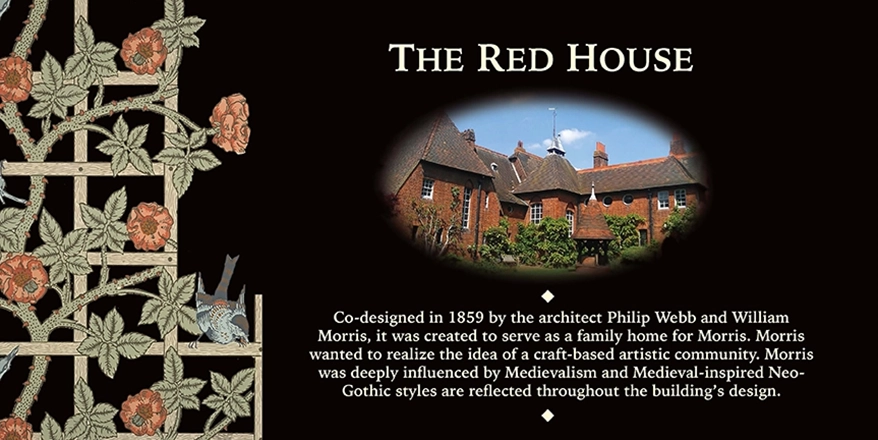 The Red House
Co-designed in 1859 by the architect Philip Webb and William
Morris, it was created to serve as a family home for Morris. Morris
wanted to realize the idea of a craft-based artistic community. Morris
was deeply influenced by Medievalism and Medieval-inspired Neo-
Gothic styles are reflected throughout the building's design.